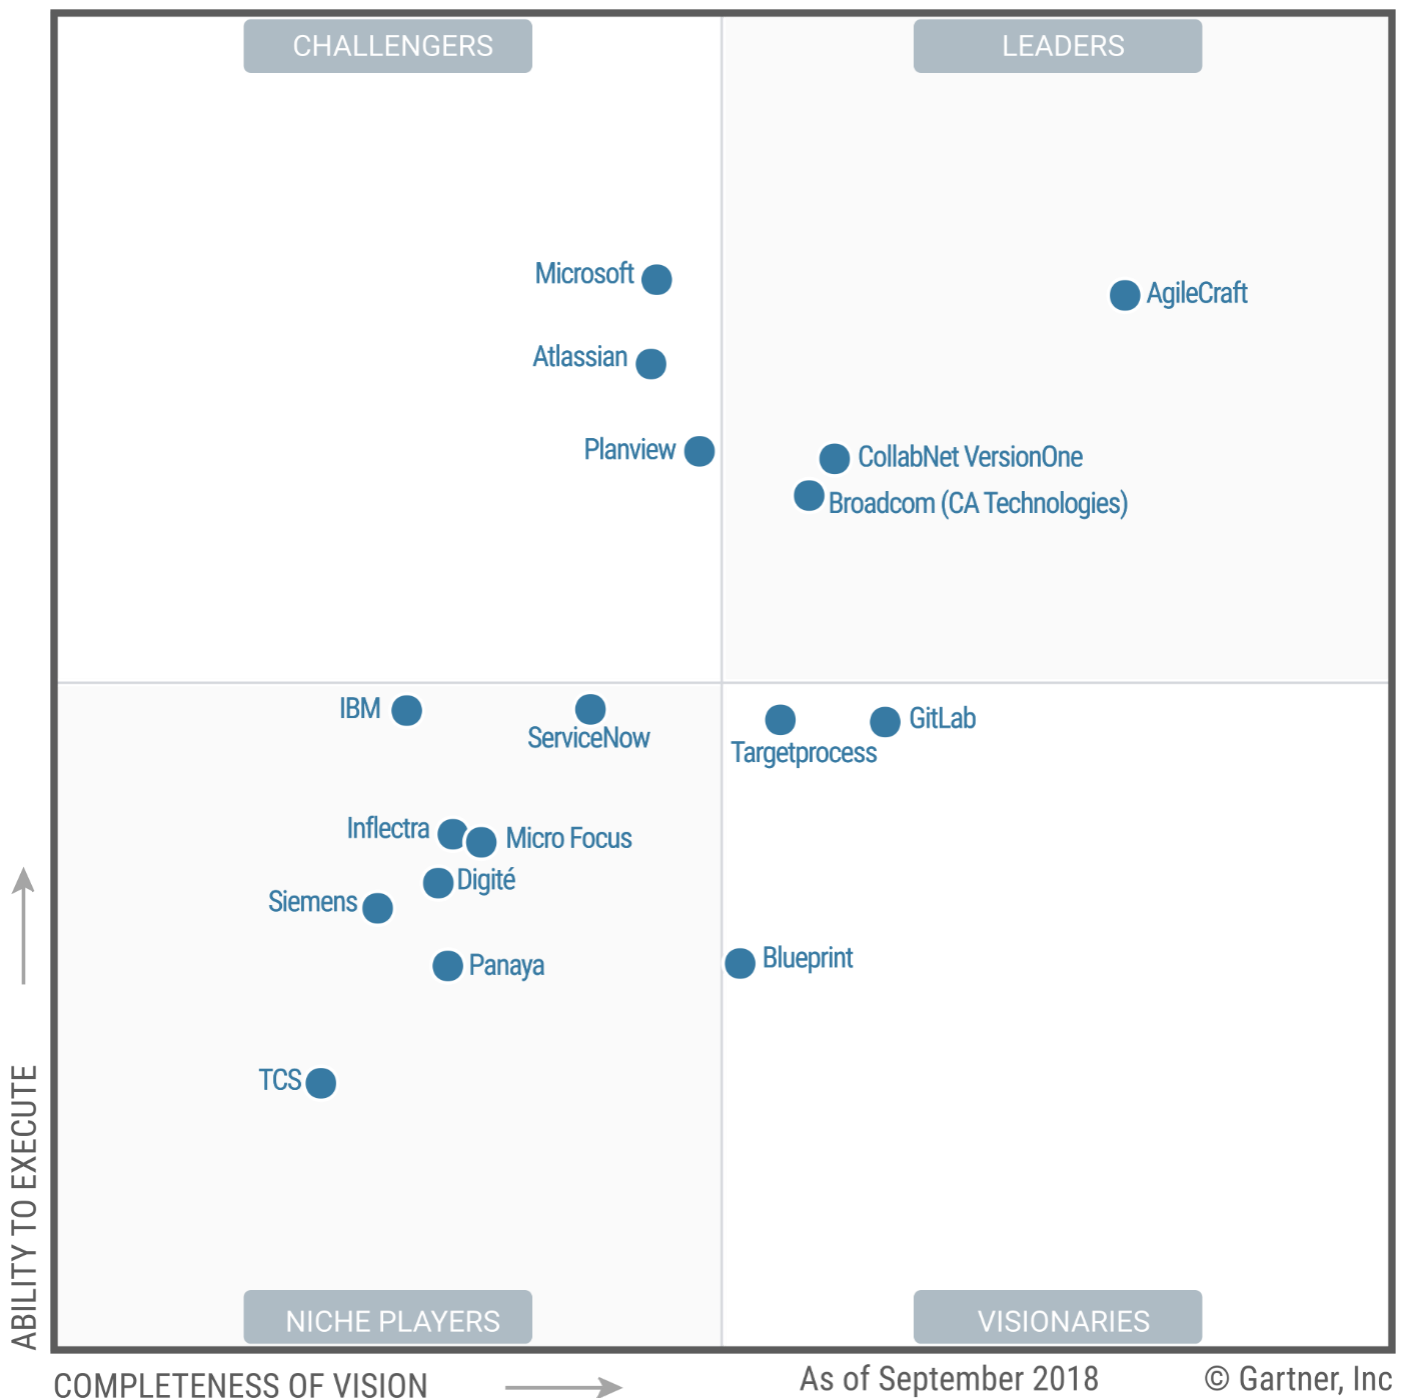 CHALLENGERS
LEADERS
Microsoft
AgileCraft
Atlassian
Planview
CollabNet VersionOne
Broadcom (CA Technologies)
IBM
ServiceNow
GitLab
Targetprocess
Inflectra
Micro Focus
Digité
Siemens
Panaya
Blueprint
TCS
ABILITY TO EXECUTE
NICHE PLAYERS
VISIONARIES
COMPLETENESS OF VISION
As of September 2018
© Gartner, Inc